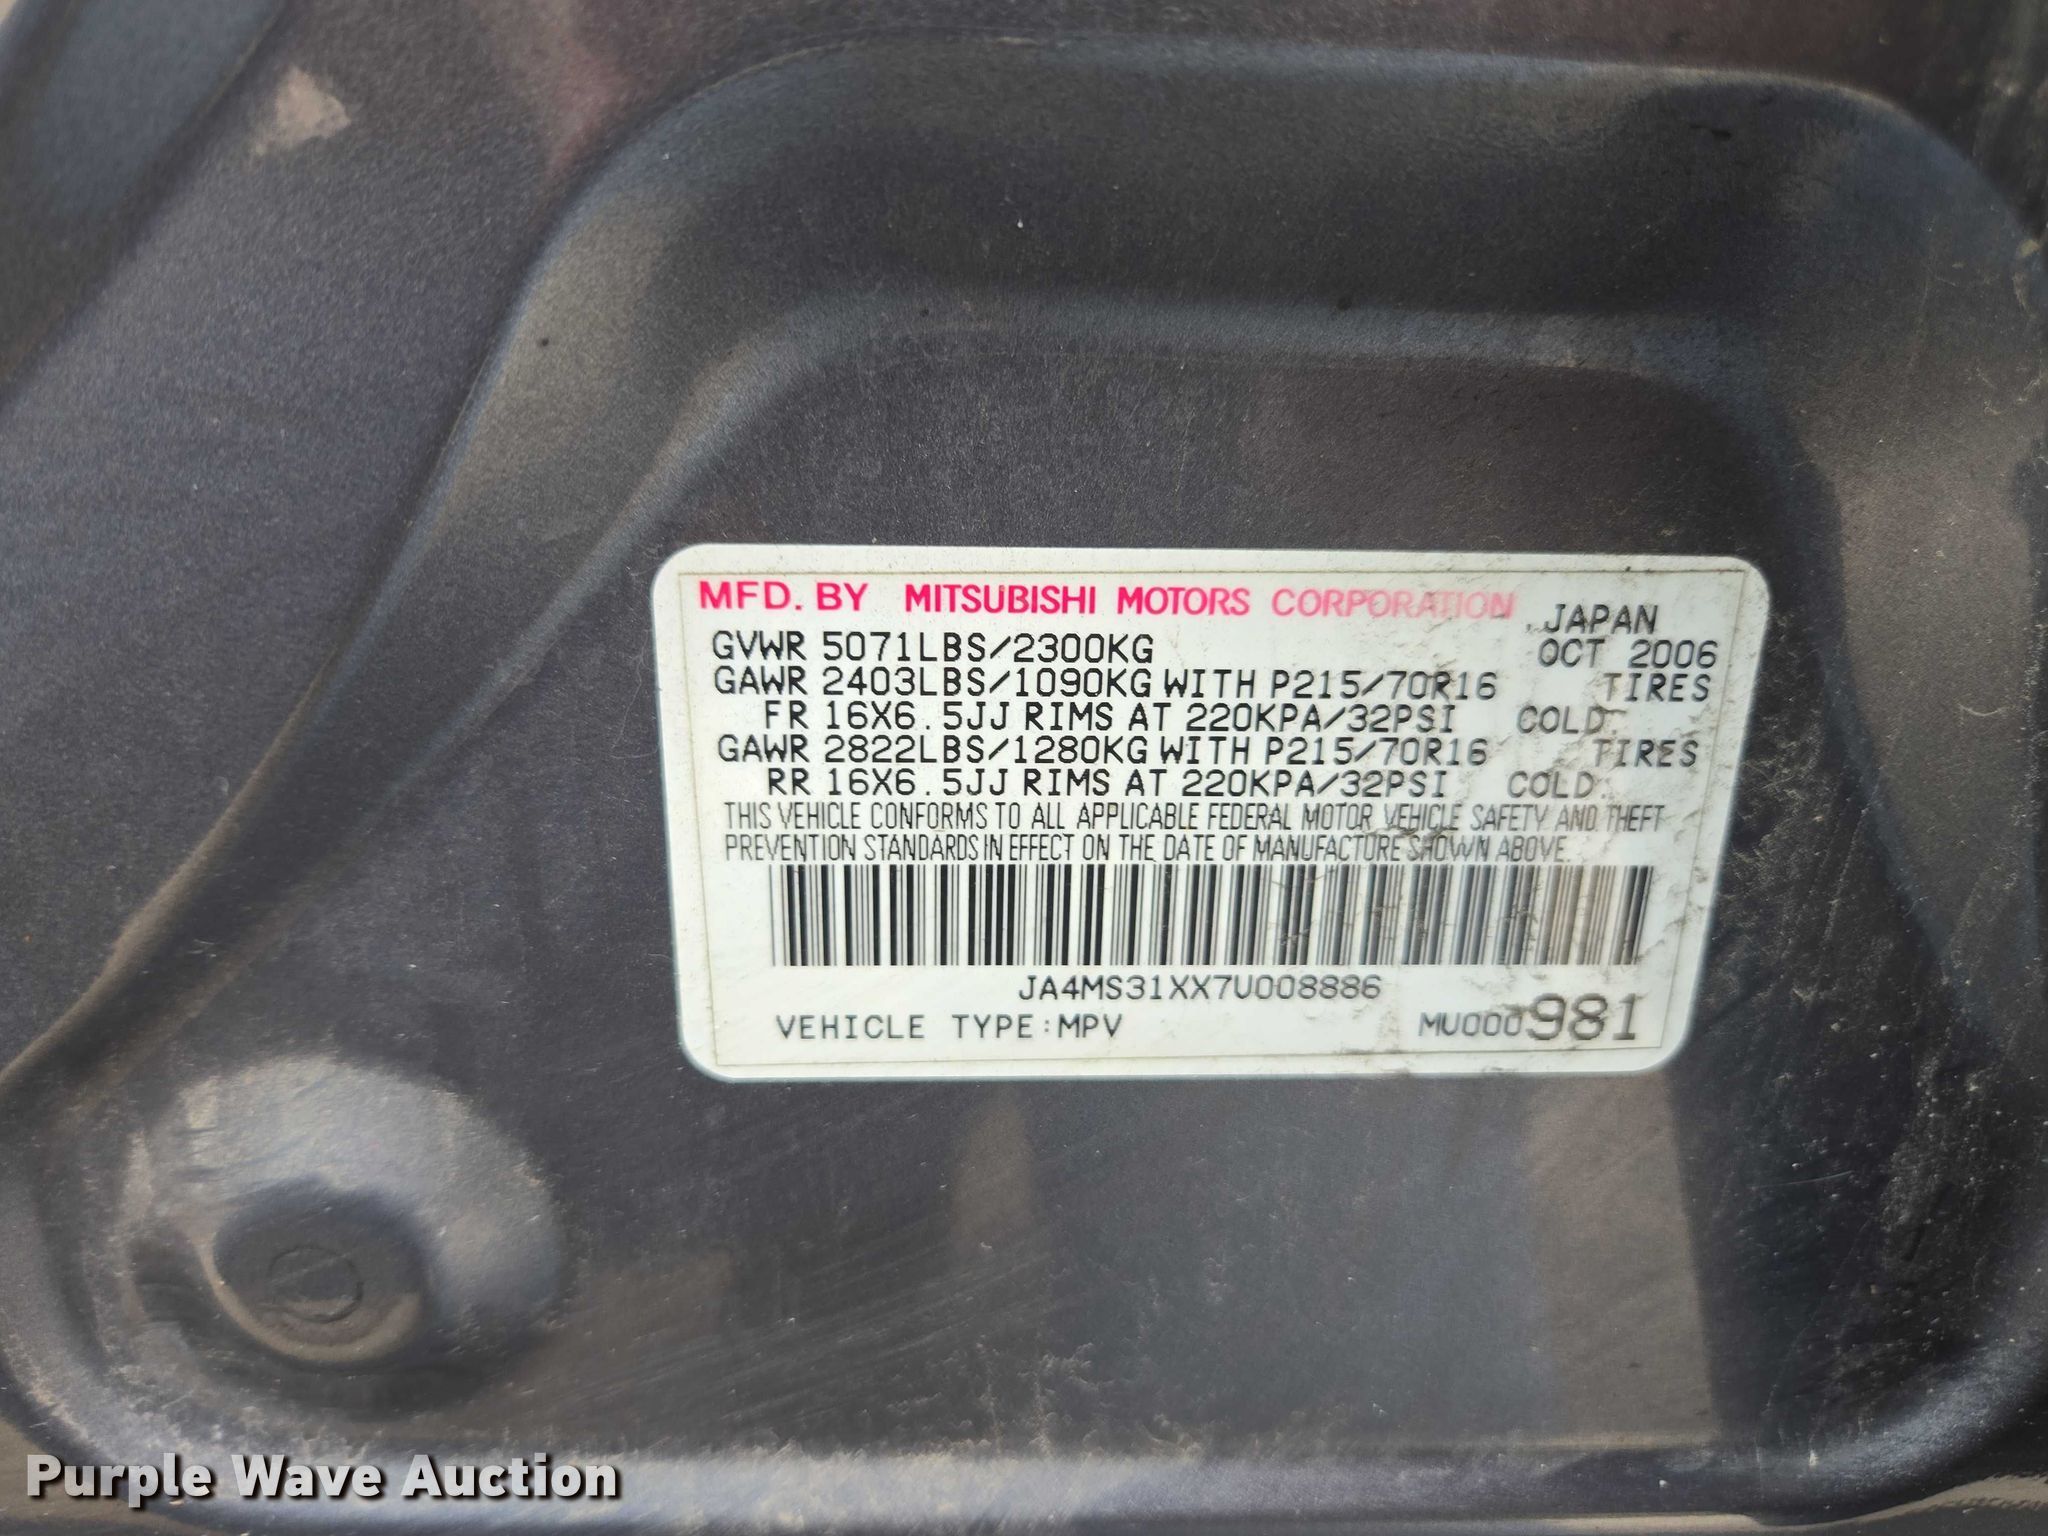 MFD. BY MITSUBISHI MOTORS CORPORATION JAPAN
GVWR 5071LBS/2300KG OCT 2006
GAWR 2403LBS/1090KG WITH P215/70R16 TIRES
FR 16X6.5JJ RIMS AT 220KPA/32PSI COLD.
GAWR 2822LBS/1280KG WITH P215/70R16 TIRES
RR 16X6.5JJ RIMS AT 220KPA/32PSI COLD.
THIS VEHICLE CONFORMS TO ALL APPLICABLE FEDERAL MOTOR VEHICLE SAFETY AND THEFT
PREVENTION STANDARDS IN EFFECT ON THE DATE OF MANUFACTURE SHOWN ABOVE.
JA4MS31XX7U008886
VEHICLE TYPE:MPV MU000981
Purple Wave Auction